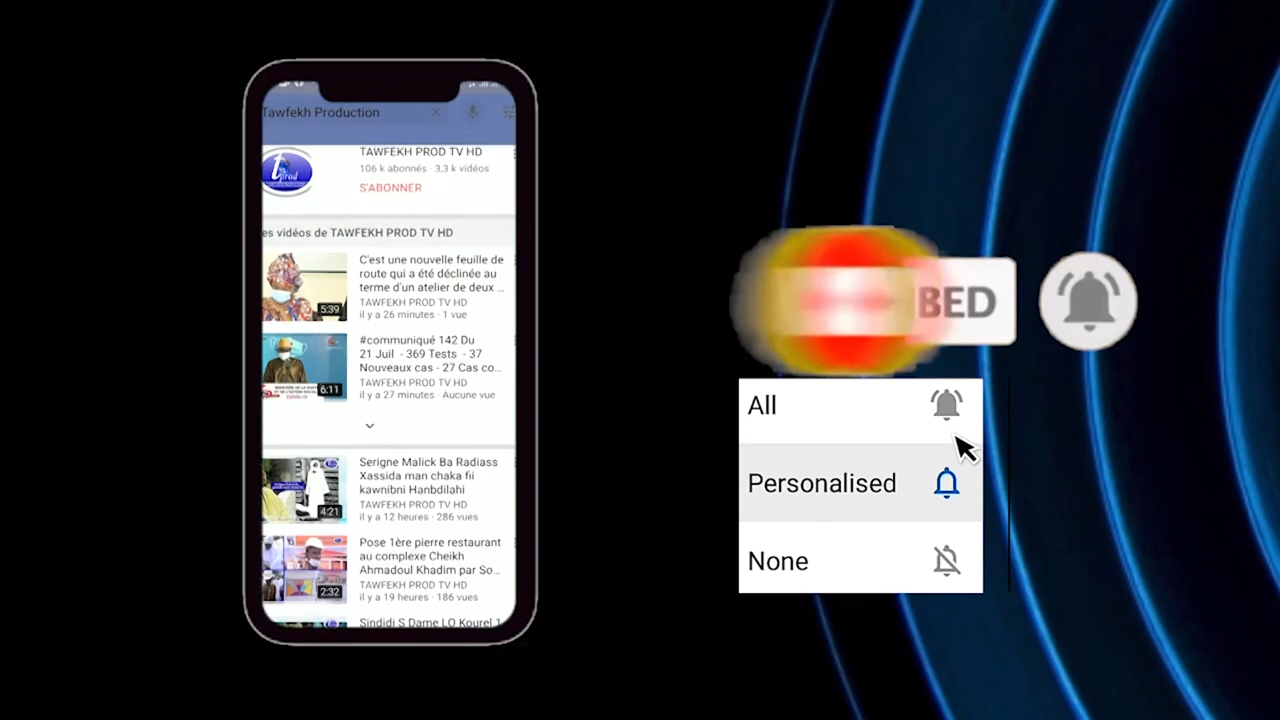 Tawfekh Production
TAWFEKH PROD TV HD
106 k abonnés · 3,3 k vidéos
S'ABONNER
es vidéos de TAWFEKH PROD TV HD
C'est une nouvelle feuille de
route qui a été déclinée au
terme d'un atelier de deux ...
TAWFEKH PROD TV HD
il y a 26 minutes · 1 vue
5:39
#communiqué 142 Du
21 Juil - 369 Tests - 37
Nouveaux cas - 27 Cas co...
TAWFEKH PROD TV HD
il y a 27 minutes · Aucune vue
6:11
Serigne Malick Ba Radiass
Xassida man chaka fii
kawnibni Hanbdilahi
TAWFEKH PROD TV HD
il y a 12 heures · 286 vues
4:21
Pose 1ère pierre restaurant
au complexe Cheikh
Ahmadoul Khadim par So...
TAWFEKH PROD TV HD
il y a 19 heures · 186 vues
2:32
Sindidi S Dame LO Kourel 1
BED
All
Personalised
None